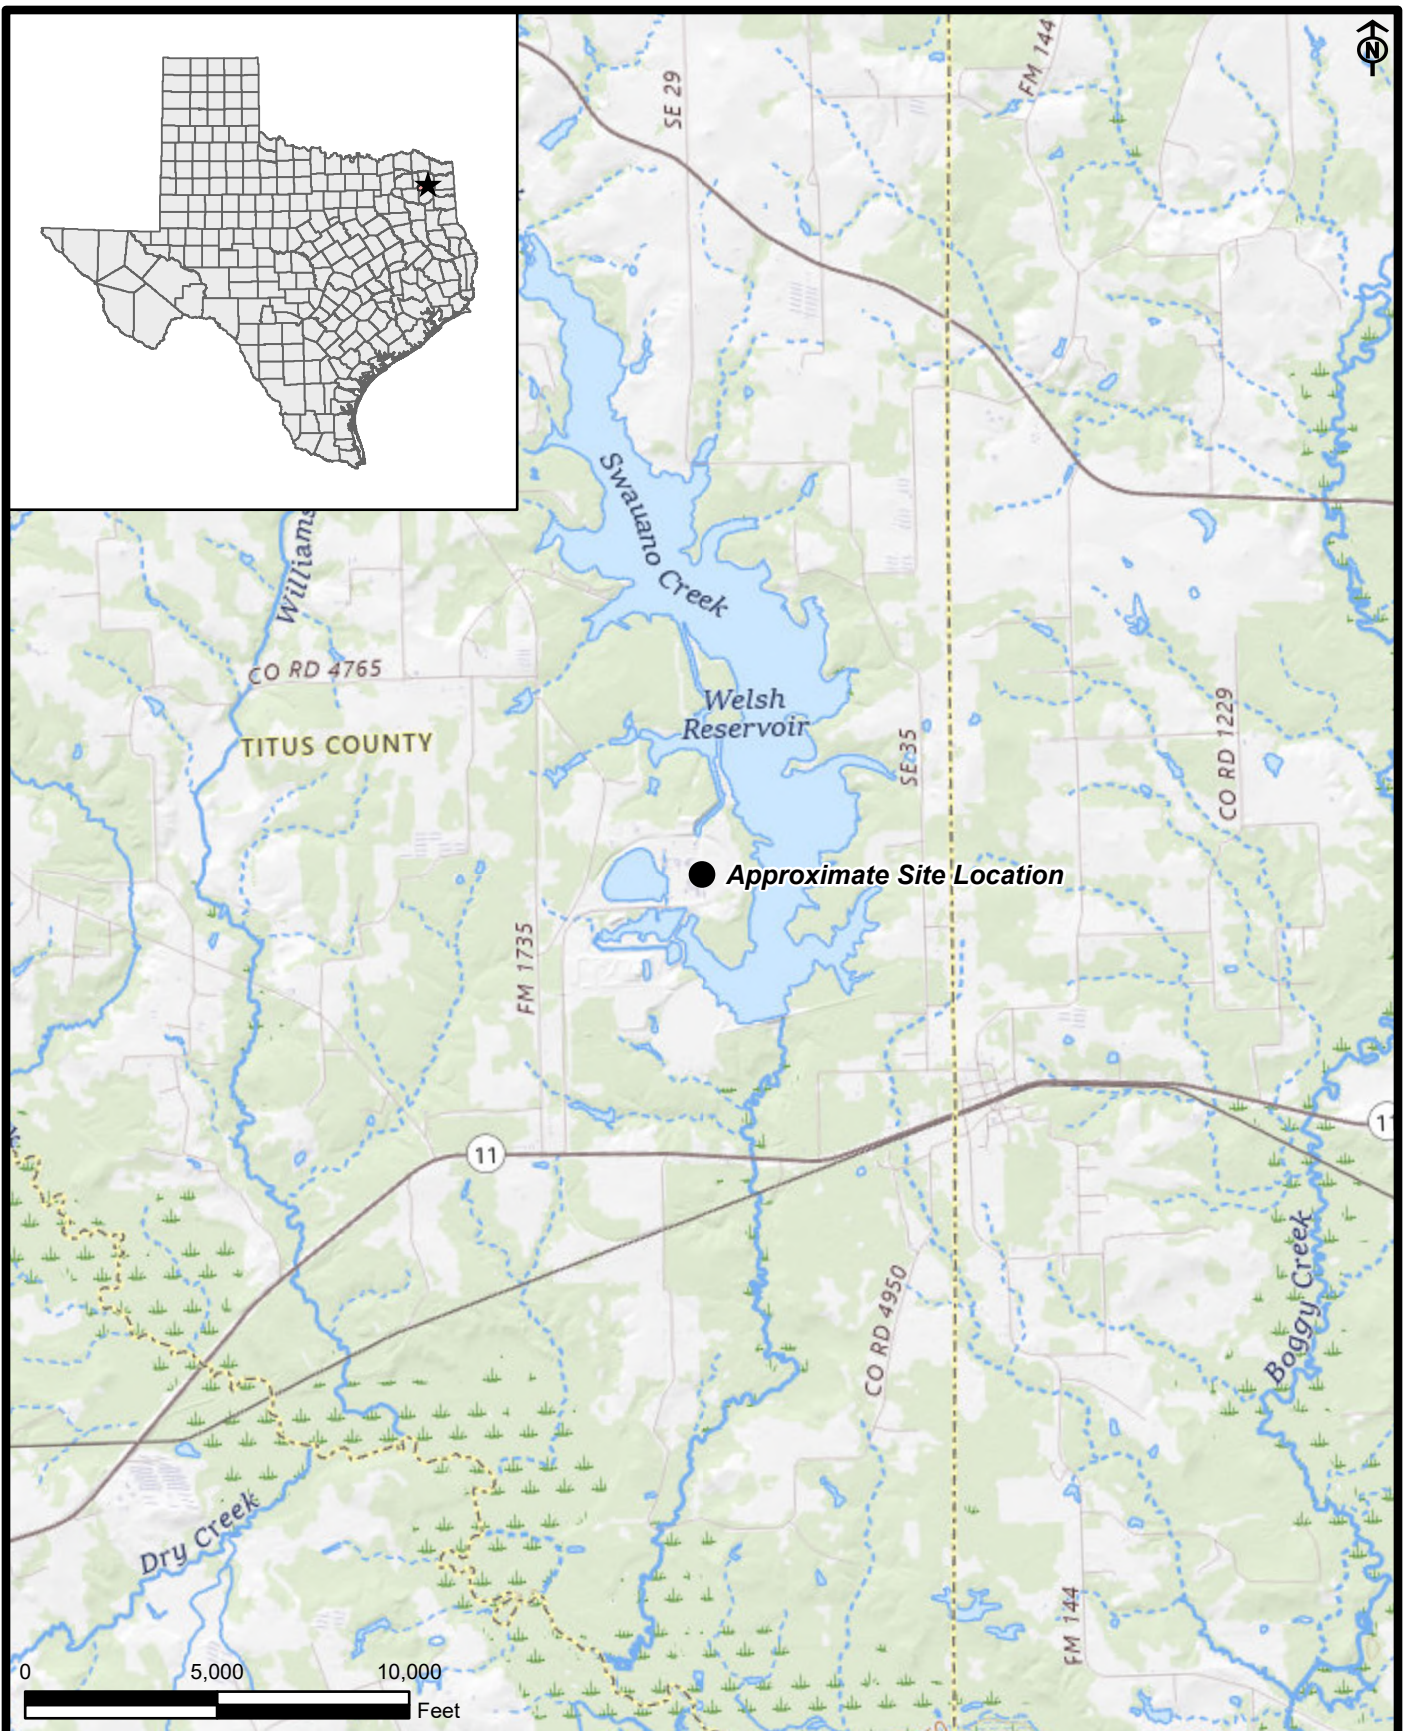 N
SE 29
FM 144
Swauano Creek
Williams
CO RD 4765
TITUS COUNTY
Welsh
Reservoir
SE 35
CO RD 1229
Approximate Site Location
FM 1735
11
11
CO RD 4950
Boggy Creek
Dry Creek
FM 144
0 5,000 10,000
Feet